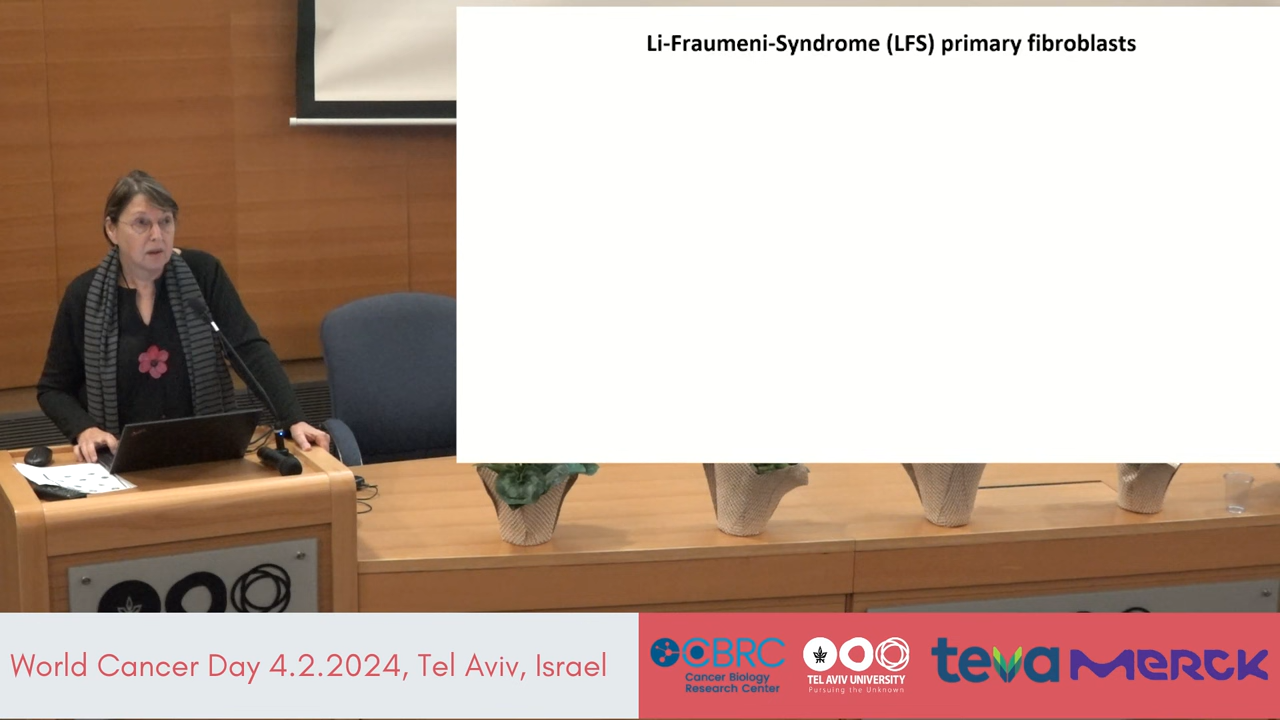 Li-Fraumeni-Syndrome (LFS) primary fibroblasts
World Cancer Day 4.2.2024, Tel Aviv, Israel
CBRC
Cancer Biology
Research Center
TEL AVIV UNIVERSITY
Pursuing the Unknown
teva
MERCK